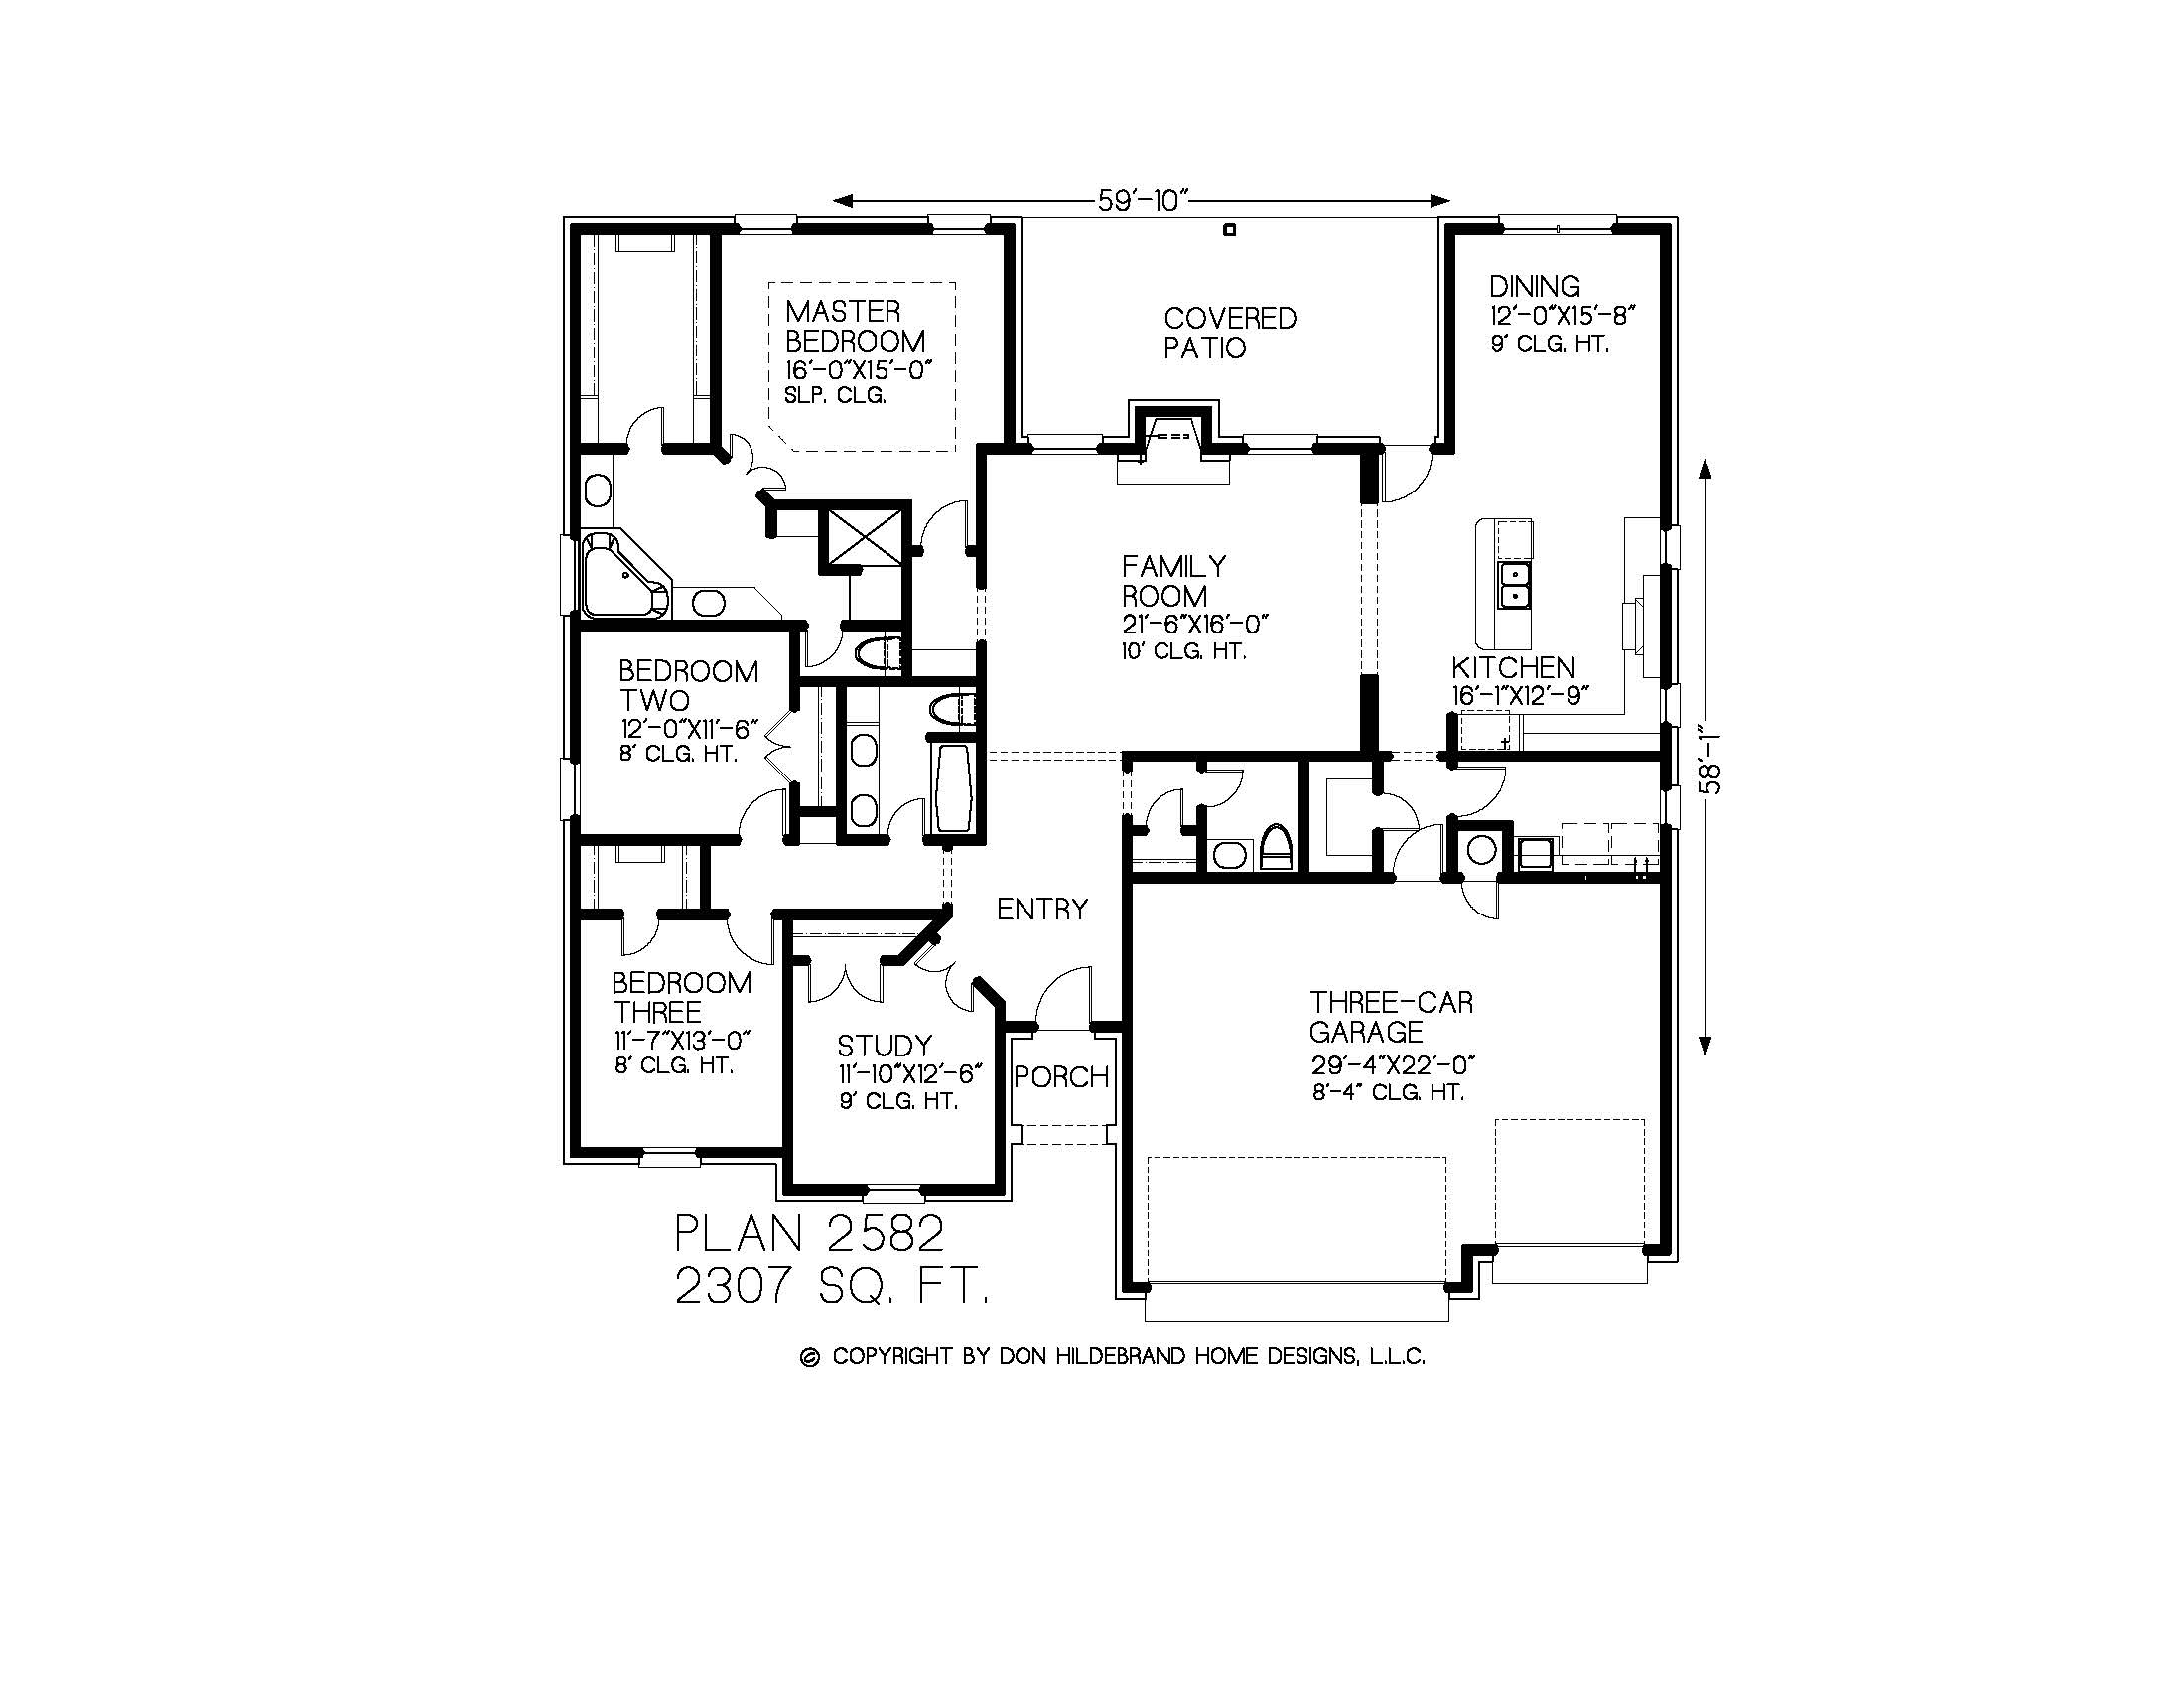 59'-10"
MASTER
BEDROOM
16'-0"X15'-0"
SLP. CLG.
COVERED
PATIO
DINING
12'-0"X15'-8"
9' CLG. HT.
FAMILY
ROOM
21'-6"X16'-0"
10' CLG. HT.
KITCHEN
16'-1"X12'-9"
BEDROOM
TWO
12'-0"X11'-6"
8' CLG. HT.
58'-1"
ENTRY
BEDROOM
THREE
11'-7"X13'-0"
8' CLG. HT.
STUDY
11'-10"X12'-6"
9' CLG. HT.
PORCH
THREE-CAR
GARAGE
29'-4"X22'-0"
8'-4" CLG. HT.
PLAN 2582
2307 SQ. FT.
© COPYRIGHT BY DON HILDEBRAND HOME DESIGNS, L.L.C.